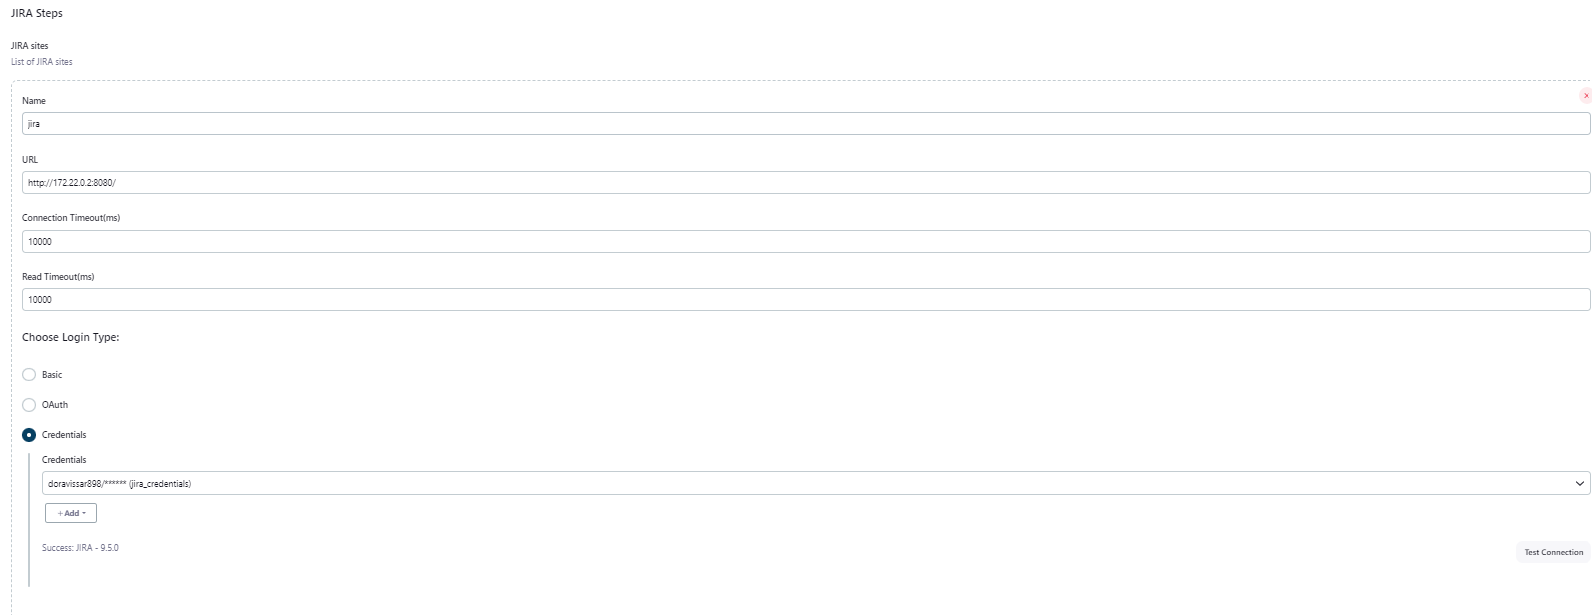 JIRA Steps
JIRA sites
List of JIRA sites
×
Name
jira
URL
http://172.22.0.2:8080/
Connection Timeout(ms)
10000
Read Timeout(ms)
10000
Choose Login Type:
Basic
OAuth
Credentials
Credentials
doravissar898/****** (jira_credentials)
+ Add
Success: JIRA - 9.5.0
Test Connection